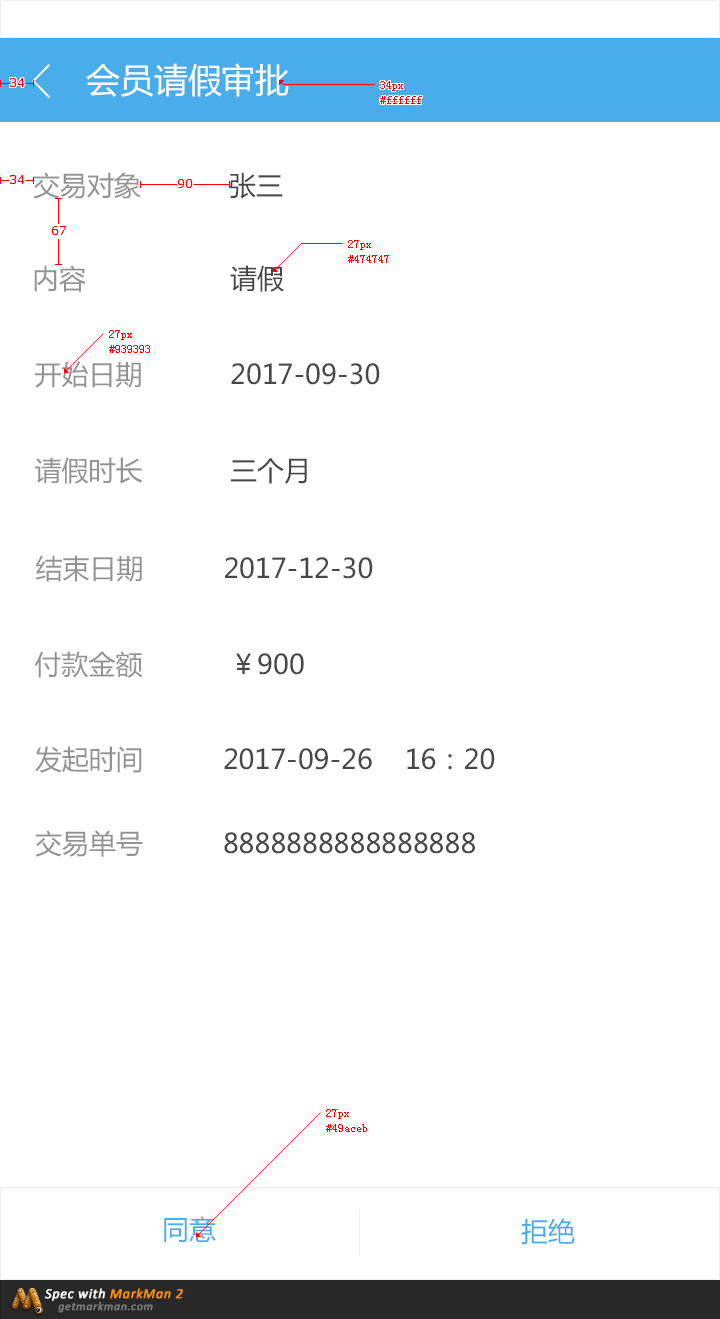 34 会员请假审批 34px
#ffffff
34 交易对象 90 张三
67
27px
#474747
内容 请假
27px
#939393
开始日期 2017-09-30
请假时长 三个月
结束日期 2017-12-30
付款金额 ￥900
发起时间 2017-09-26 16：20
交易单号 8888888888888888
27px
#49aceb
同意 拒绝
Spec with MarkMan 2
getmarkman.com